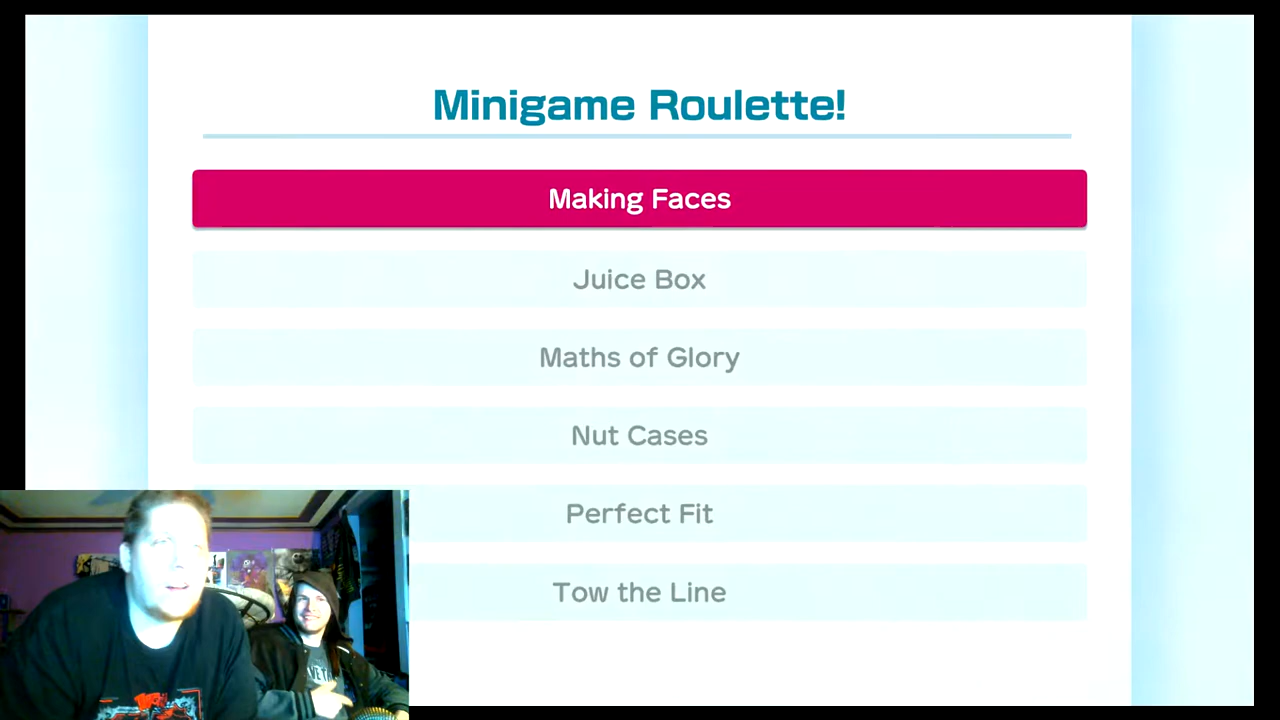 Minigame Roulette!
Making Faces
Juice Box
Maths of Glory
Nut Cases
Perfect Fit
Tow the Line